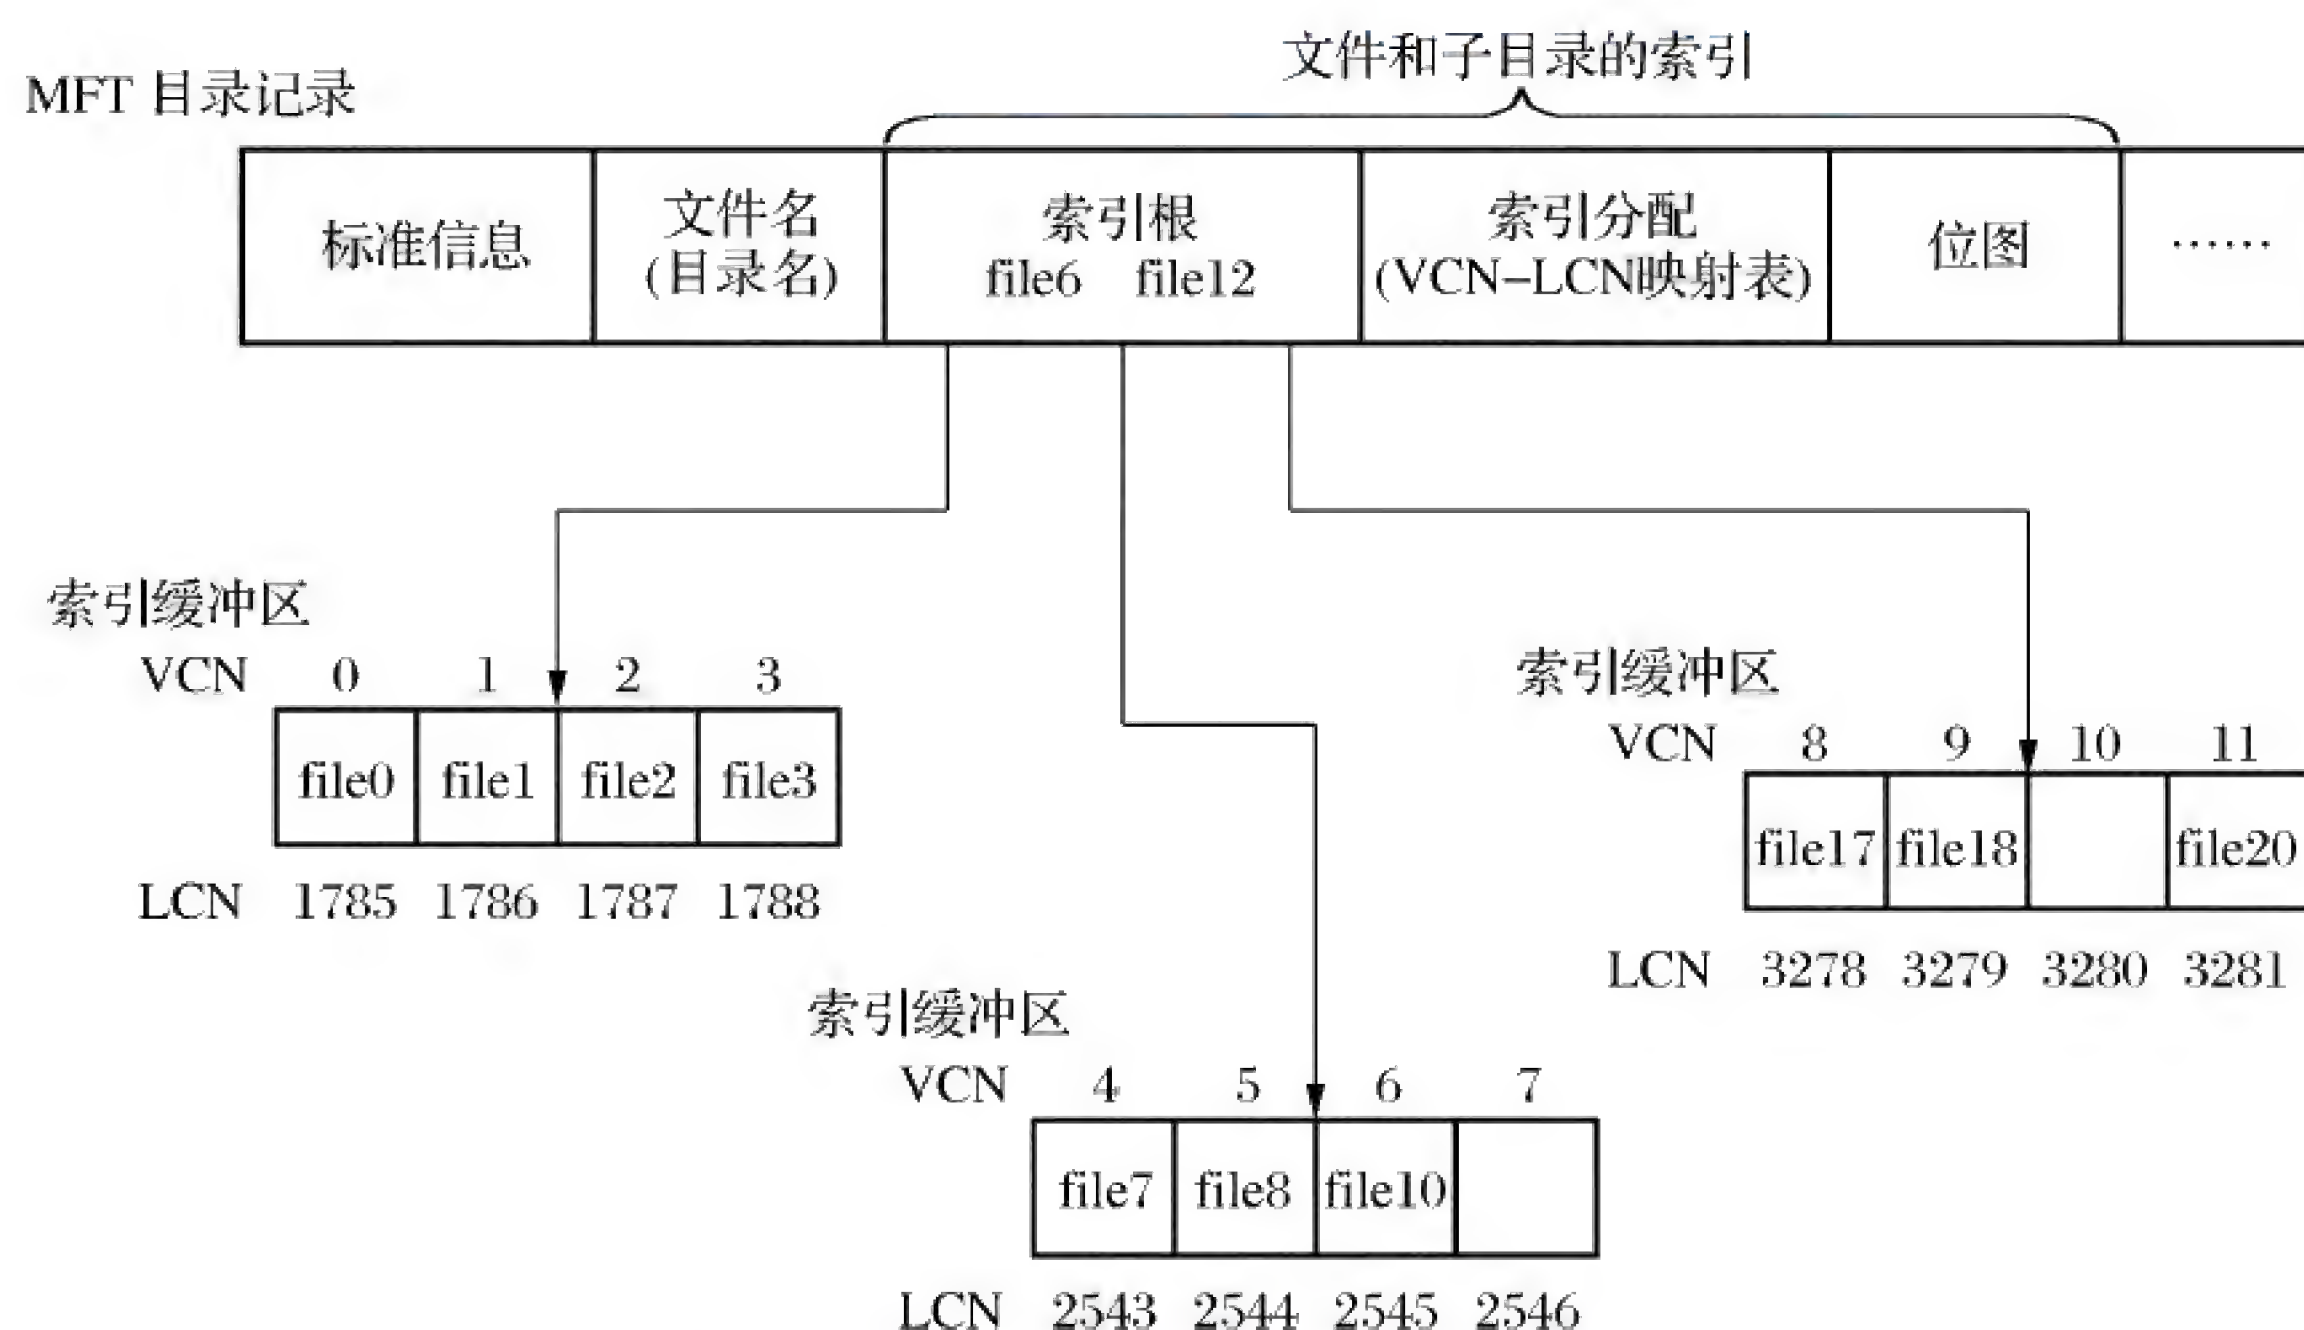 文件和子目录的索引
MFT 目录记录
标准信息
文件名
(目录名)
索引根
file6 file12
索引分配
(VCN-LCN映射表)
位图
……
索引缓冲区
VCN 0 1 2 3
file0 file1 file2 file3
LCN 1785 1786 1787 1788
索引缓冲区
VCN 4 5 6 7
file7 file8 file10
LCN 2543 2544 2545 2546
索引缓冲区
VCN 8 9 10 11
file17 file18 file20
LCN 3278 3279 3280 3281